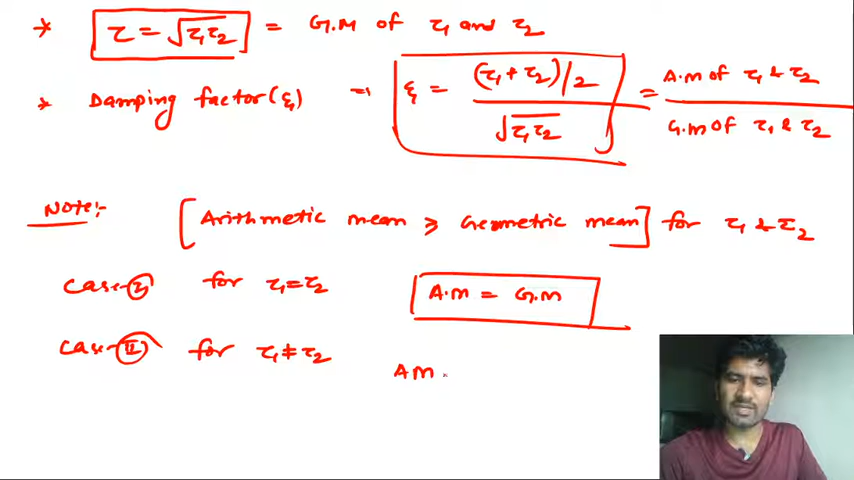 * τ = √τ₁τ₂ = G.M of τ₁ and τ₂
* Damping factor(ξ) → ξ = (τ₁+τ₂)/2 / √τ₁τ₂ = A.M of τ₁ & τ₂ / G.M of τ₁ & τ₂
Note:- [Arithmetic mean ≥ Geometric mean] for τ₁ & τ₂
Case-I for τ₁=τ₂ A.M = G.M
Case-II for τ₁≠τ₂ AM